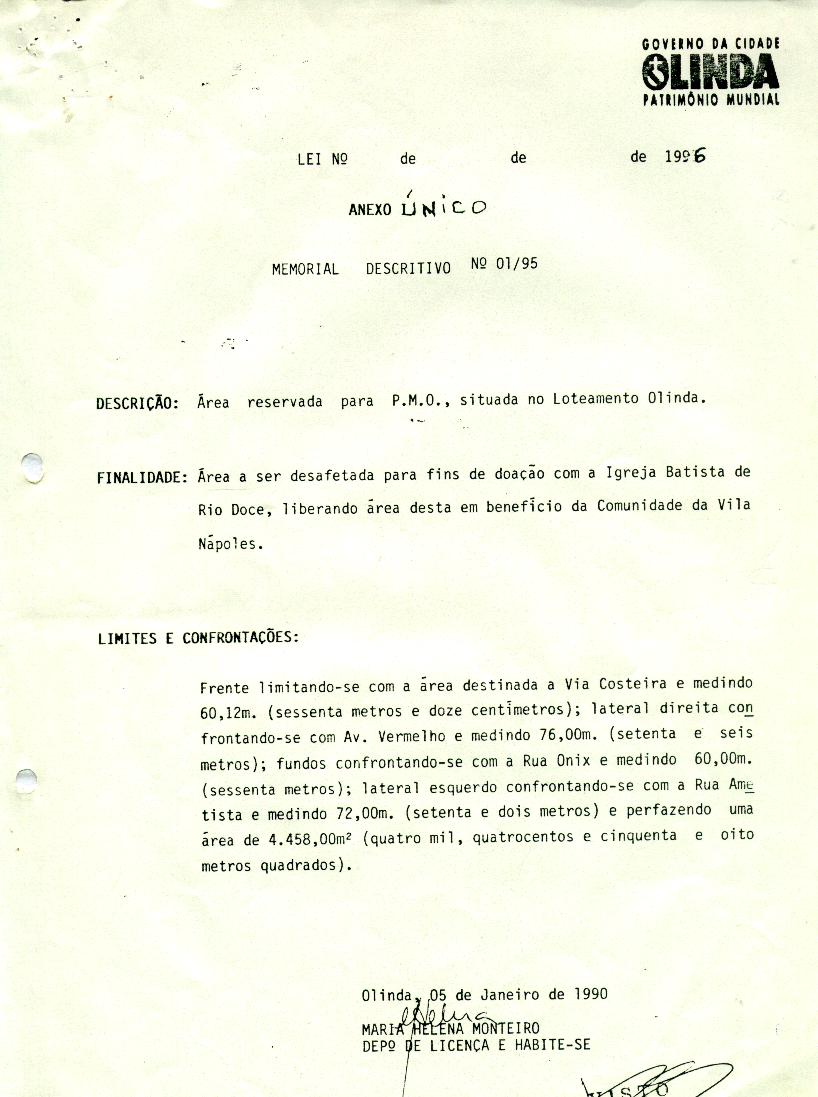 GOVERNO DA CIDADE
OLINDA
PATRIMÔNIO MUNDIAL
LEI Nº de de de 1996
ANEXO ÚNICO
MEMORIAL DESCRITIVO Nº 01/95
DESCRIÇÃO: Área reservada para P.M.O., situada no Loteamento Olinda.
FINALIDADE: Área a ser desafetada para fins de doação com a Igreja Batista de
Rio Doce, liberando área desta em benefício da Comunidade da Vila
Nápoles.
LIMITES E CONFRONTAÇÕES:
Frente limitando-se com a área destinada a Via Costeira e medindo
60,12m. (sessenta metros e doze centímetros); lateral direita con
frontando-se com Av. Vermelho e medindo 76,00m. (setenta e seis
metros); fundos confrontando-se com a Rua Onix e medindo 60,00m.
(sessenta metros); lateral esquerdo confrontando-se com a Rua Ame
tista e medindo 72,00m. (setenta e dois metros) e perfazendo uma
área de 4.458,00m² (quatro mil, quatrocentos e cinquenta e oito
metros quadrados).
Olinda, 05 de Janeiro de 1990
MARIA HELENA MONTEIRO
DEPº DE LICENÇA E HABITE-SE
VISTO